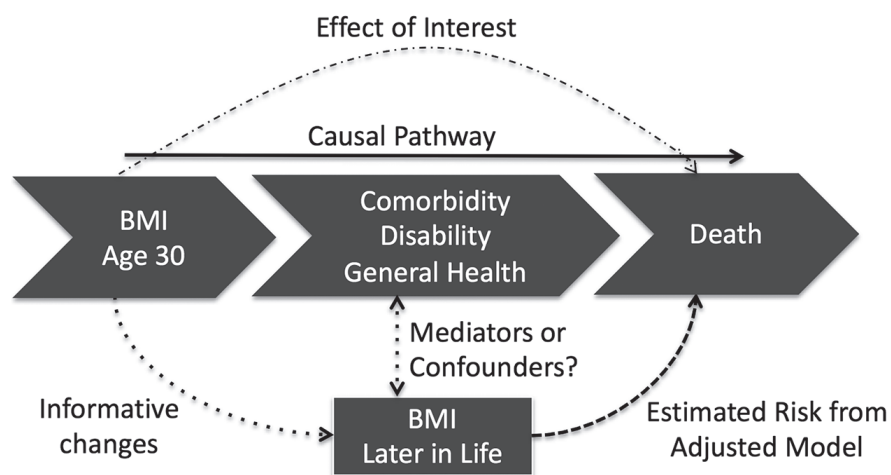 Effect of Interest
Causal Pathway
BMI
Age 30
Comorbidity
Disability
General Health
Death
Mediators or
Confounders?
Informative
changes
BMI
Later in Life
Estimated Risk from
Adjusted Model